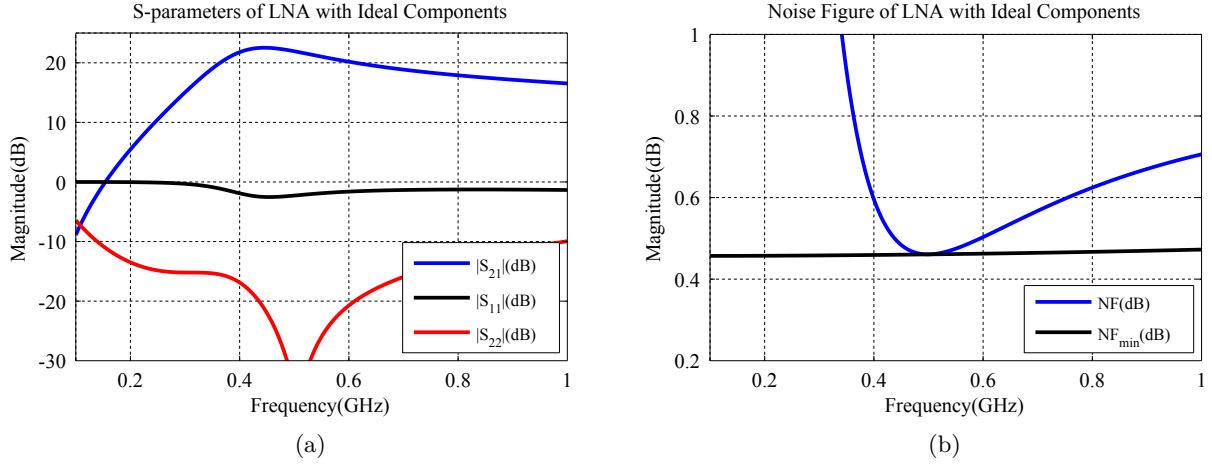 S-parameters of LNA with Ideal Components
Magnitude(dB)
20
10
0
-10
-20
-30
|S21|(dB)
|S11|(dB)
|S22|(dB)
0.2
0.4
0.6
0.8
1
Frequency(GHz)
(a)
Noise Figure of LNA with Ideal Components
Magnitude(dB)
1
0.8
0.6
0.4
0.2
NF(dB)
NFmin(dB)
0.2
0.4
0.6
0.8
1
Frequency(GHz)
(b)